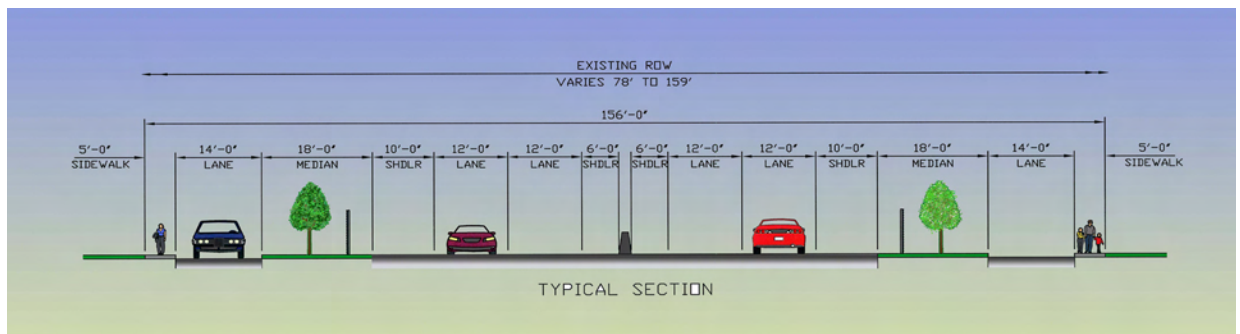 EXISTING ROW
VARIES 78' TO 159'
156'-0"
5'-0" 14'-0" 18'-0" 10'-0" 12'-0" 12'-0" 6'-0" 6'-0" 12'-0" 12'-0" 10'-0" 18'-0" 14'-0" 5'-0"
SIDEWALK LANE MEDIAN SHDLR LANE LANE SHDLR SHDLR LANE LANE SHDLR MEDIAN LANE SIDEWALK
TYPICAL SECTION